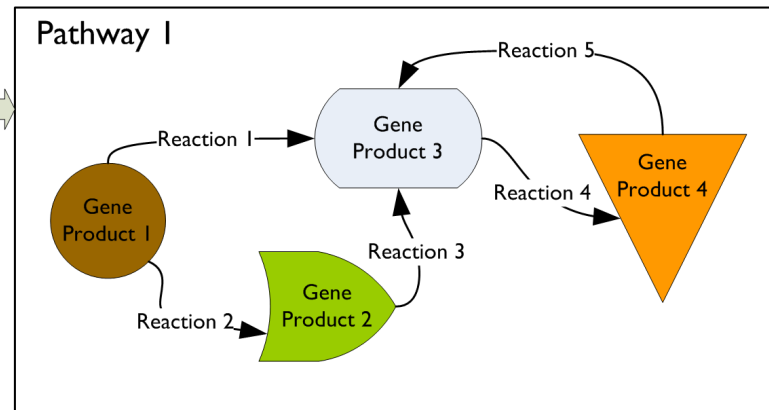 Pathway 1
Reaction 5
Gene
Product 3
Reaction 1
Gene
Product 4
Reaction 4
Gene
Product 1
Reaction 3
Gene
Product 2
Reaction 2